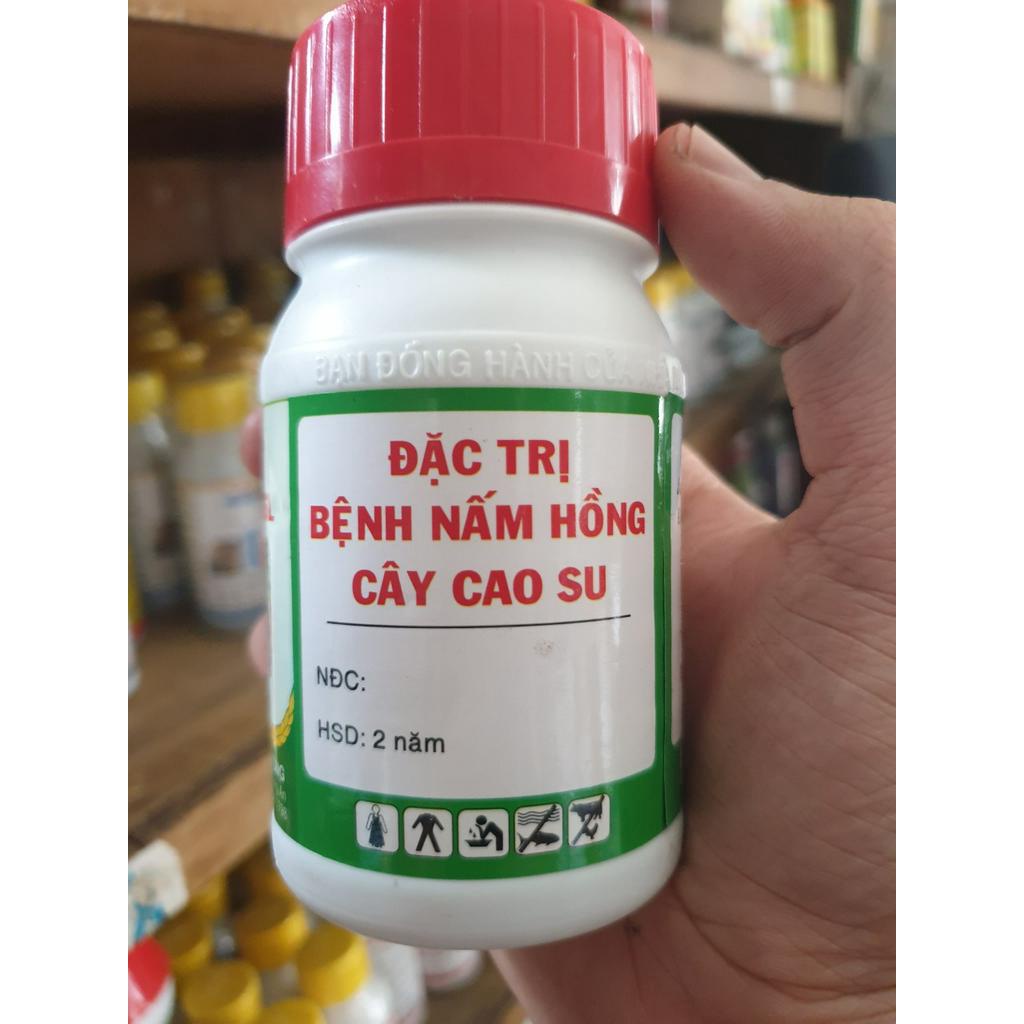 BẠN ĐỒNG HÀNH CỦA
ĐẶC TRỊ
BỆNH NẤM HỒNG
CÂY CAO SU
NĐC:
HSD: 2 năm